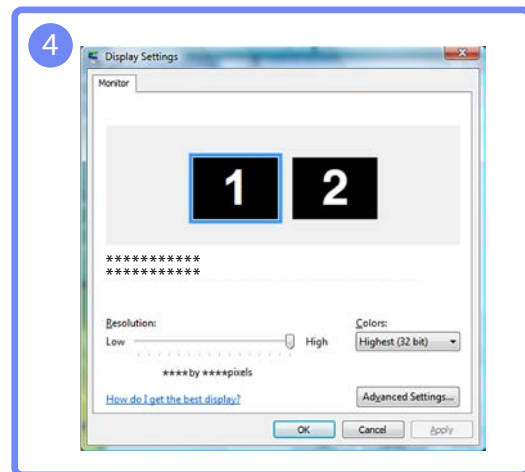 4
Display Settings
Monitor
1 2
***********
***********
Resolution:
Colors:
Low High
Highest (32 bit)
****by ****pixels
How do I get the best display?
Advanced Settings...
OK Cancel Apply